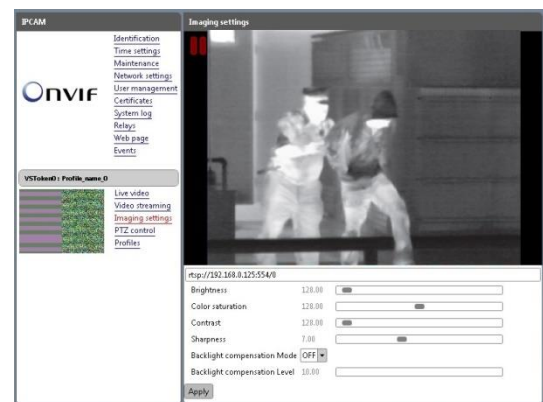 IPCAM
Identification
Time settings
Maintenance
Network settings
User management
Certificates
System log
Relays
Web page
Events
ONVIF
VSToken0 : Profile_name_0
Live video
Video streaming
Imaging settings
PTZ control
Profiles
Imaging settings
rtsp://192.168.0.125:554/0
Brightness 128.00
Color saturation 128.00
Contrast 128.00
Sharpness 7.00
Backlight compensation Mode OFF
Backlight compensation Level 10.00
Apply